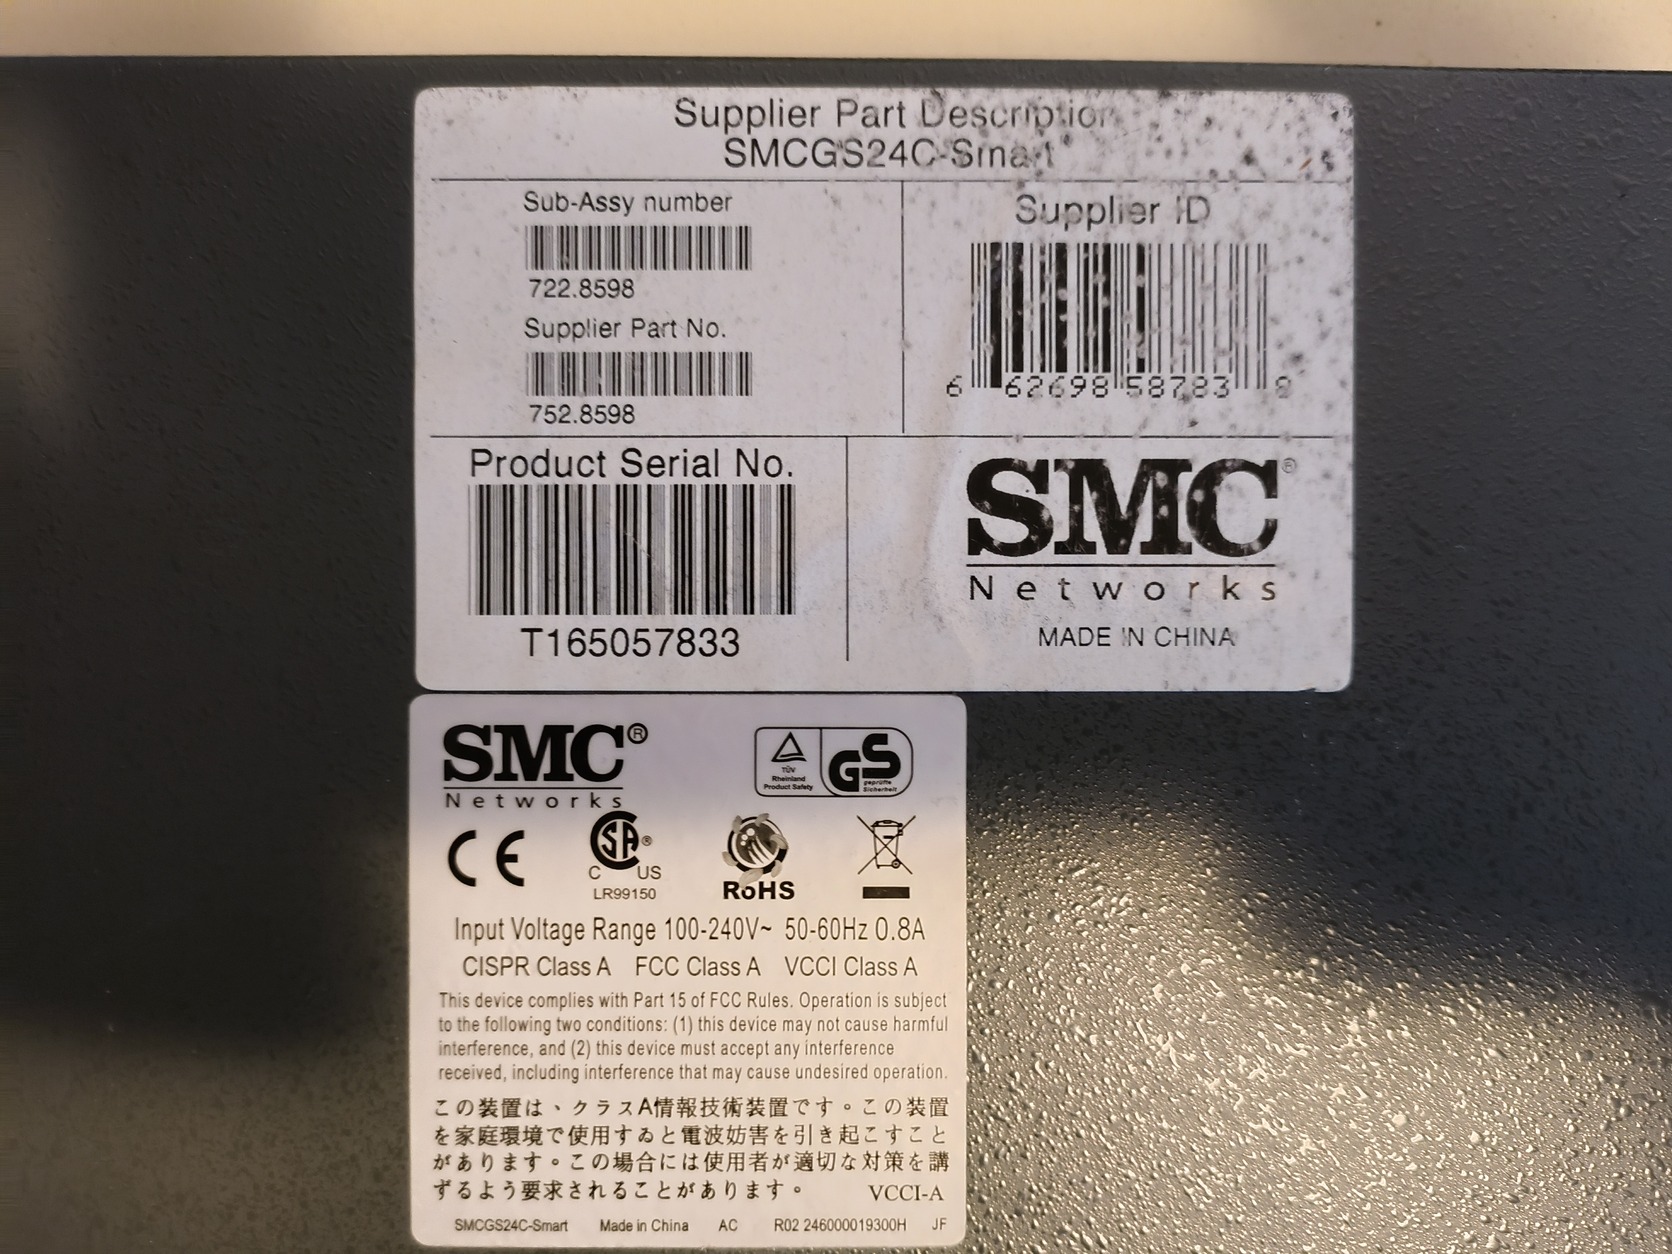 Supplier Part Description
SMCGS24C-Smart
Sub-Assy number
722.8598
Supplier Part No.
752.8598
Supplier ID
6 62698 58783 8
Product Serial No.
T165057833
SMC®
Networks
MADE IN CHINA
SMC®
Networks
TÜV
Rheinland
Product Safety
GS
geprüfte
Sicherheit
CE
SA®
C US
LR99150
RoHS
Input Voltage Range 100-240V~ 50-60Hz 0.8A
CISPR Class A FCC Class A VCCI Class A
This device complies with Part 15 of FCC Rules. Operation is subject
to the following two conditions: (1) this device may not cause harmful
interference, and (2) this device must accept any interference
received, including interference that may cause undesired operation.
この装置は、クラスA情報技術装置です。この装置
を家庭環境で使用すゐと電波妨害を引き起こすこと
があります。この場合には使用者が適切な対策を講
ずるよう要求されることがあります。 VCCI-A
SMCGS24C-Smart Made in China AC R02 246000019300H JF